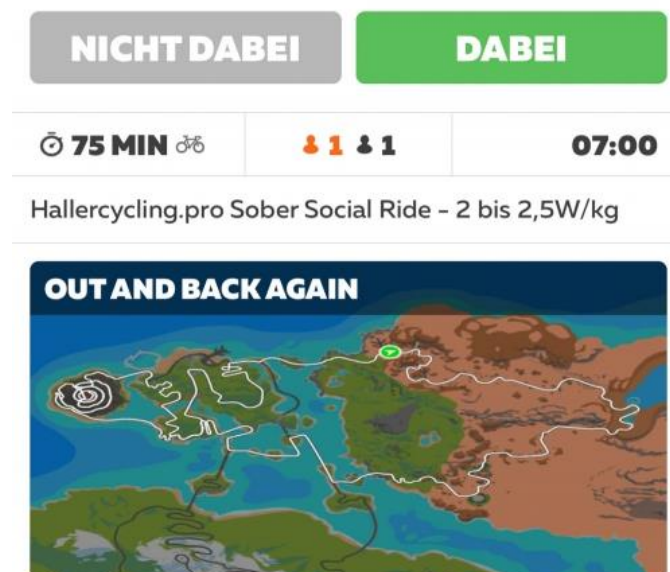 NICHT DABEI
DABEI
75 MIN
1 1
07:00
Hallercycling.pro Sober Social Ride – 2 bis 2,5W/kg
OUT AND BACK AGAIN